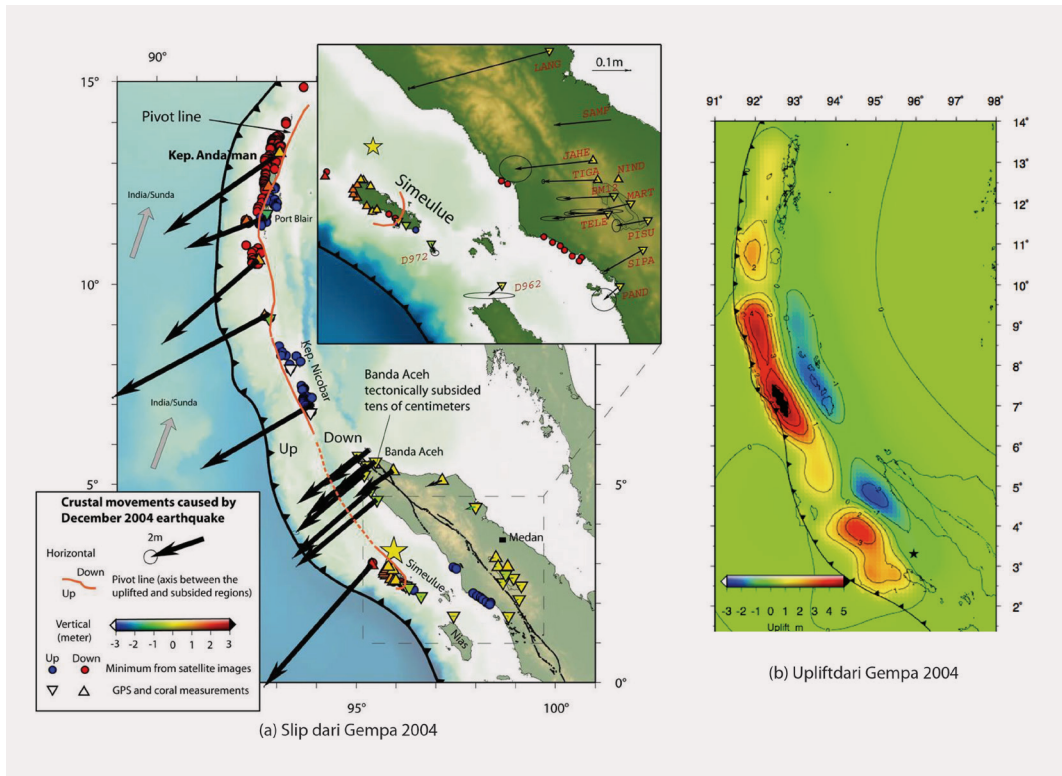 90°
15°
Pivot line
Kep. Andaman
India/Sunda
Port Blair
10°
Kep. Nicobar
India/Sunda
Up
Down
Banda Aceh
tectonically subsided
tens of centimeters
Banda Aceh
5°
5°
Medan
Simeulue
Nias
0°
95°
100°
0.1m
LANG
SAMP
JAHE
TIGA
NIND
MART
TELE
PISU
SIPA
PAND
Simeulue
D972
D962
Crustal movements caused by
December 2004 earthquake
2m
Horizontal
Down
Up
Pivot line (axis between the
uplifted and subsided regions)
Vertical
(meter)
-3 -2 -1 0 1 2 3
Up Down
Minimum from satellite images
GPS and coral measurements
(a) Slip dari Gempa 2004
91° 92° 93° 94° 95° 96° 97° 98°
14°
13°
11°
10°
9°
8°
7°
6°
5°
4°
3°
2°
-3 -2 -1 0 1 2 3 4 5
Uplift m
(b) Upliftdari Gempa 2004